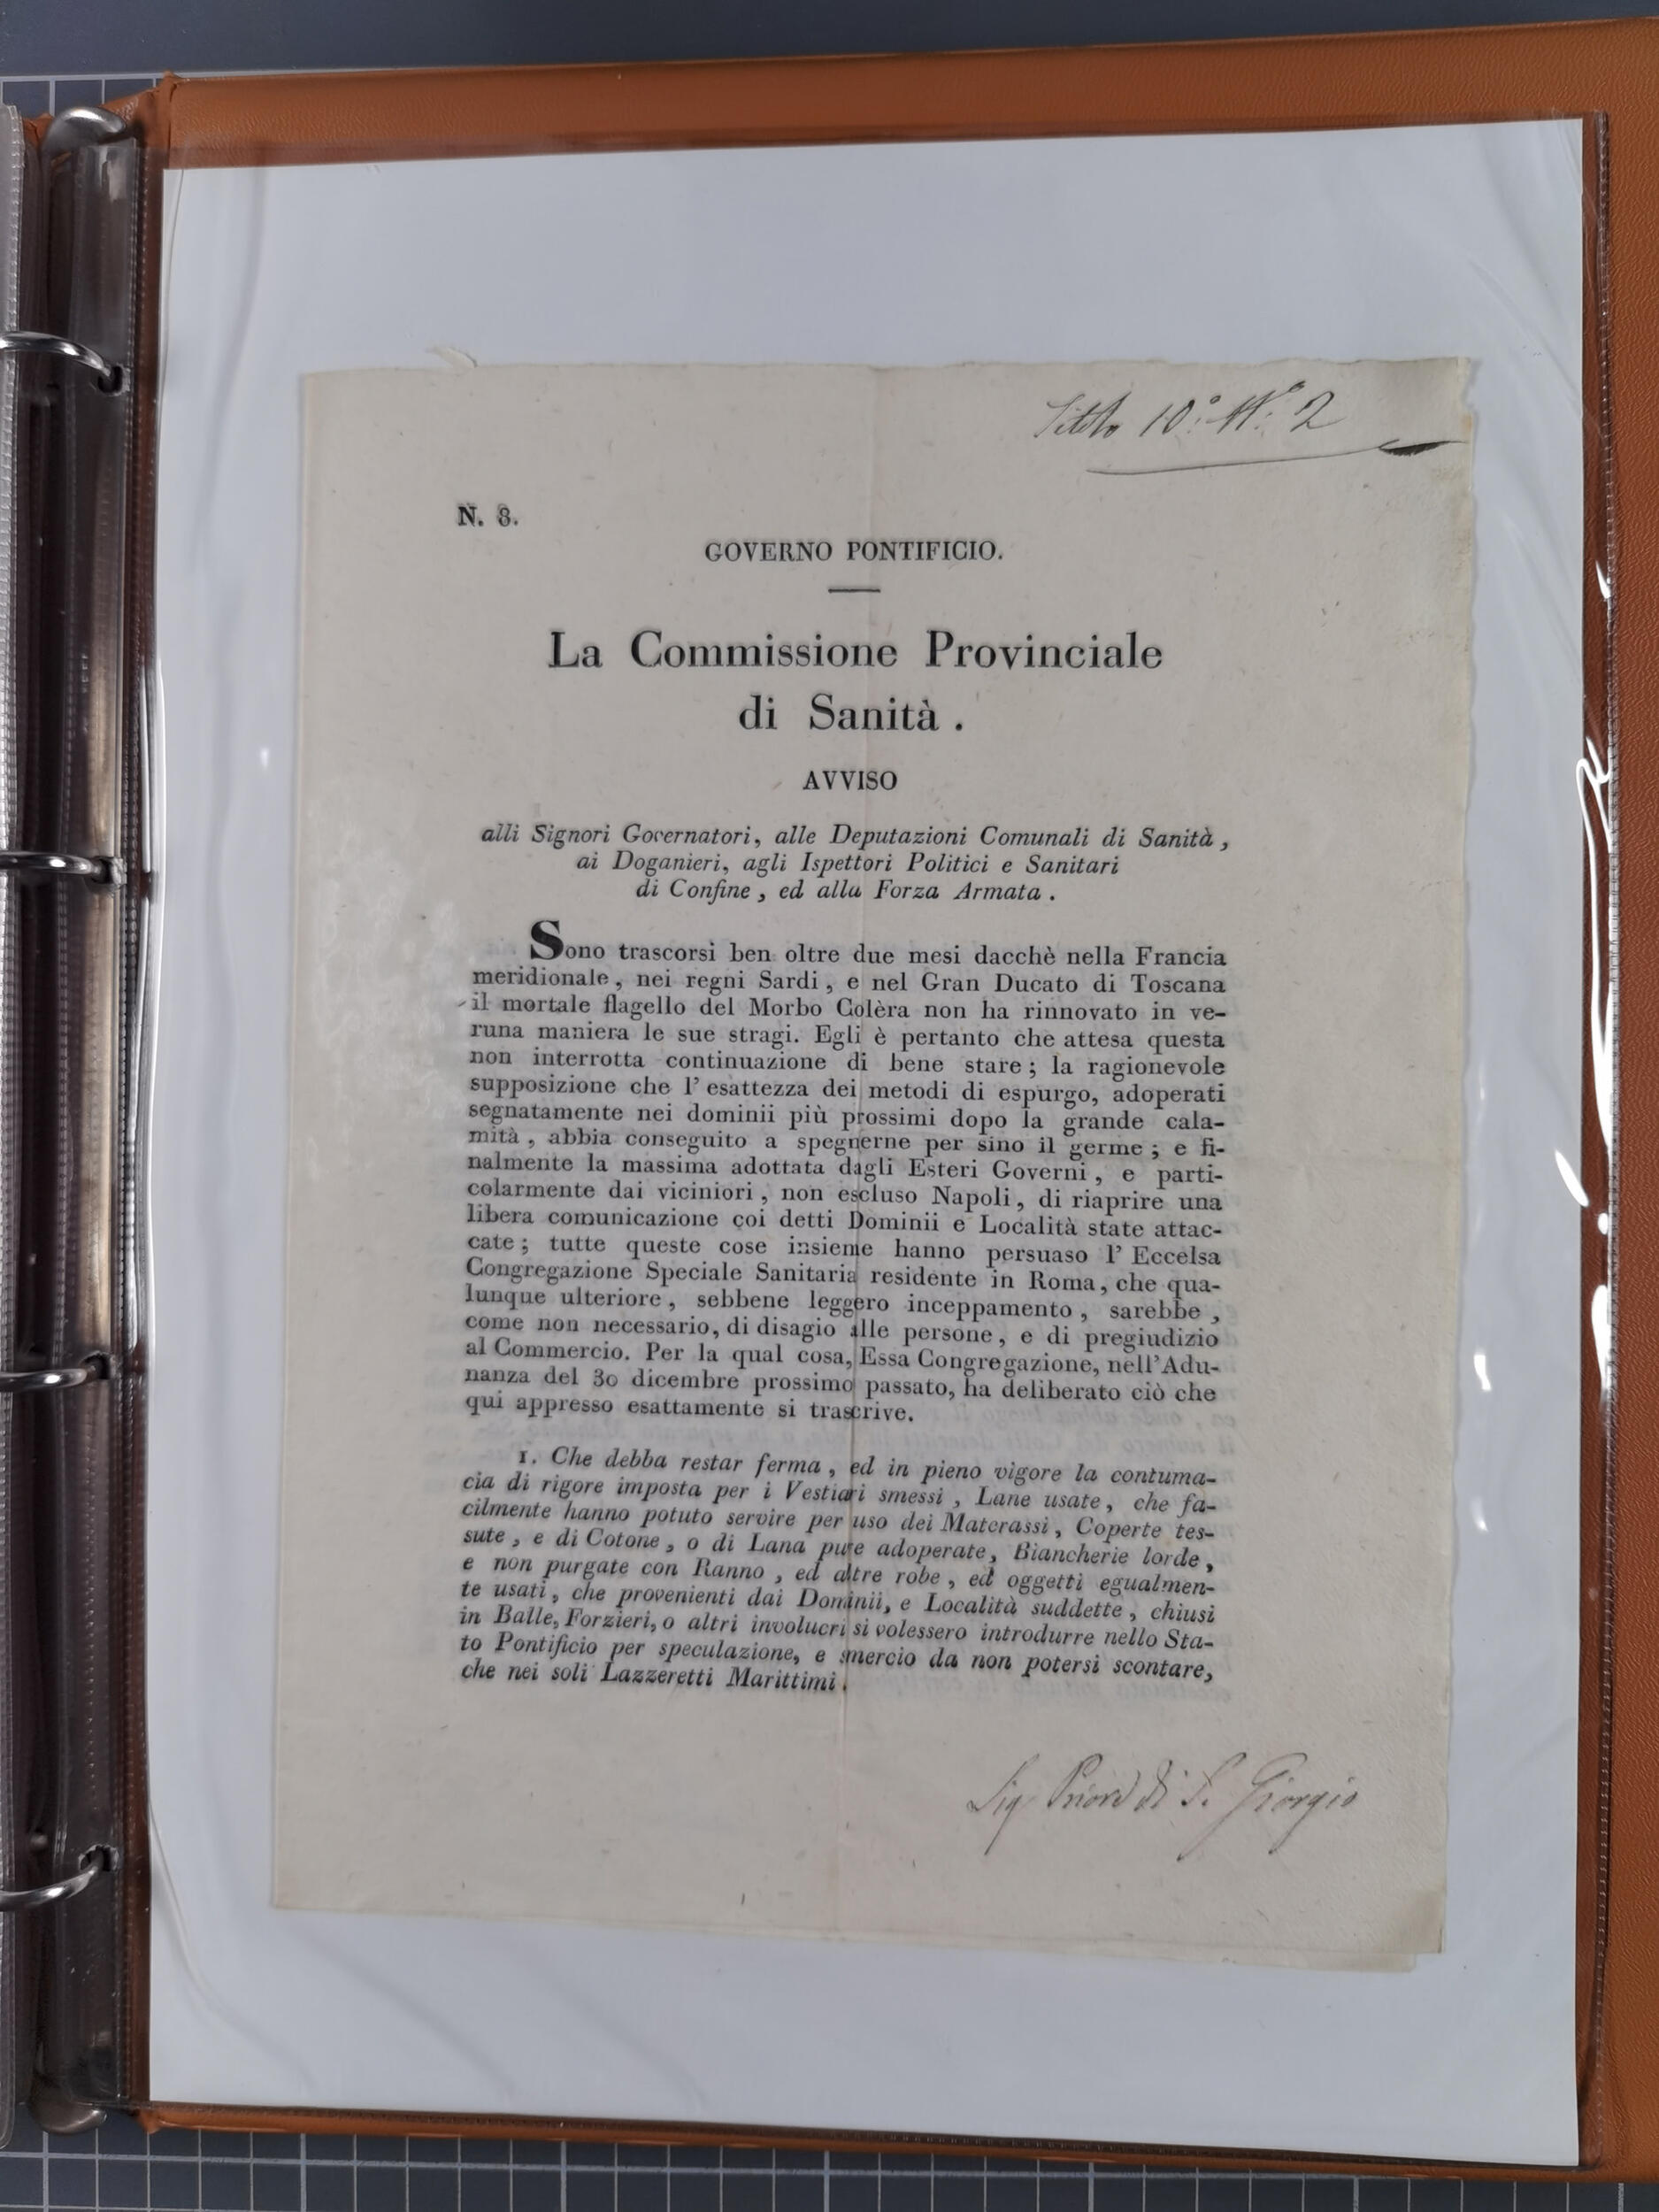 Titolo 10.° N.° 2
N. 8.
GOVERNO PONTIFICIO.
La Commissione Provinciale
di Sanità .
AVVISO
alli Signori Governatori, alle Deputazioni Comunali di Sanità ,
ai Doganieri, agli Ispettori Politici e Sanitari
di Confine , ed alla Forza Armata .
Sono trascorsi ben oltre due mesi dacchè nella Francia
meridionale , nei regni Sardi , e nel Gran Ducato di Toscana
il mortale flagello del Morbo Colèra non ha rinnovato in ve-
runa maniera le sue stragi. Egli è pertanto che attesa questa
non interrotta continuazione di bene stare ; la ragionevole
supposizione che l' esattezza dei metodi di espurgo, adoperati
segnatamente nei dominii più prossimi dopo la grande cala-
mità , abbia conseguito a spegnerne per sino il germe ; e fi-
nalmente la massima adottata dagli Esteri Governi , e parti-
colarmente dai viciniori , non escluso Napoli , di riaprire una
libera comunicazione coi detti Dominii e Località state attac-
cate ; tutte queste cose insieme hanno persuaso l' Eccelsa
Congregazione Speciale Sanitaria residente in Roma, che qua-
lunque ulteriore , sebbene leggero inceppamento , sarebbe ,
come non necessario, di disagio alle persone , e di pregiudizio
al Commercio. Per la qual cosa, Essa Congregazione, nell'Adu-
nanza del 30 dicembre prossimo passato, ha deliberato ciò che
qui appresso esattamente si trascrive.
1. Che debba restar ferma , ed in pieno vigore la contuma-
cia di rigore imposta per i Vestiari smessi , Lane usate, che fa-
cilmente hanno potuto servire per uso dei Materassi , Coperte tes-
sute , e di Cotone , o di Lana pure adoperate, Biancherie lorde ,
e non purgate con Ranno , ed altre robe , ed oggetti egualmen-
te usati , che provenienti dai Dominii, e Località suddette , chiusi
in Balle, Forzieri, o altri involucri si volessero introdurre nello Sta-
to Pontificio per speculazione, e smercio da non potersi scontare,
che nei soli Lazzeretti Marittimi .
Sig. Priore di S. Giorgio